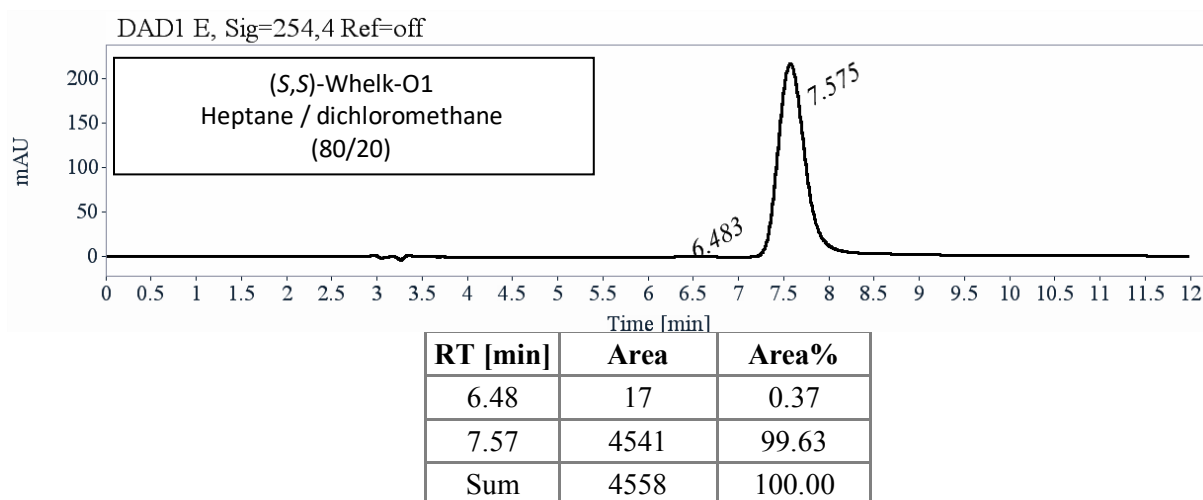 DAD1 E, Sig=254,4 Ref=off
(S,S)-Whelk-O1
Heptane / dichloromethane
(80/20)
mAU
200
150
100
50
0
6.483
7.575
0 0.5 1 1.5 2 2.5 3 3.5 4 4.5 5 5.5 6 6.5 7 7.5 8 8.5 9 9.5 10 10.5 11 11.5 12
Time [min]
RT [min] Area Area%
6.48 17 0.37
7.57 4541 99.63
Sum 4558 100.00